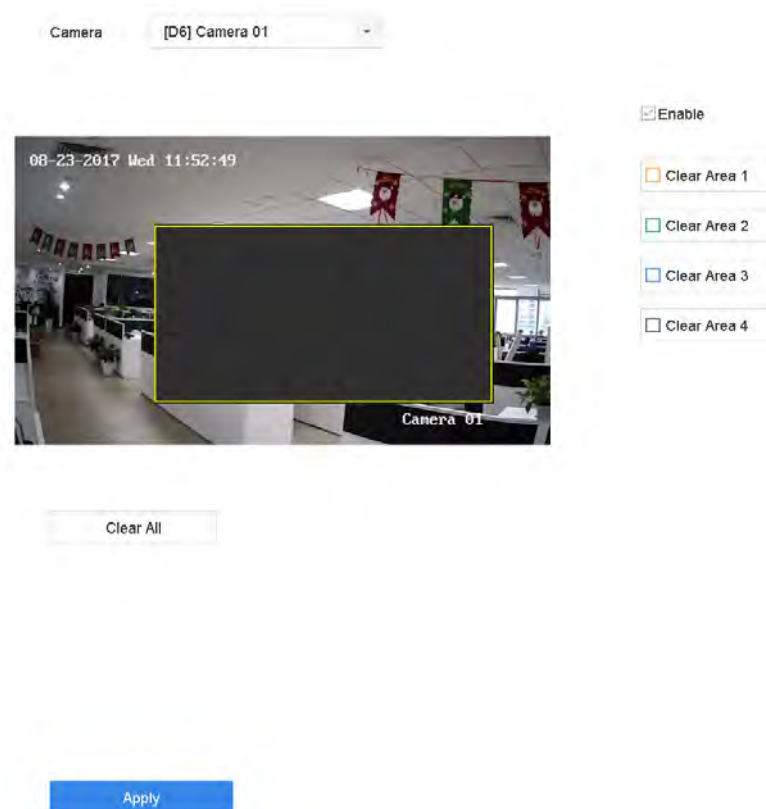 Camera
[D6] Camera 01
Enable
08-23-2017 Wed 11:52:49
Clear Area 1
Clear Area 2
Clear Area 3
Clear Area 4
Camera 01
Clear All
Apply